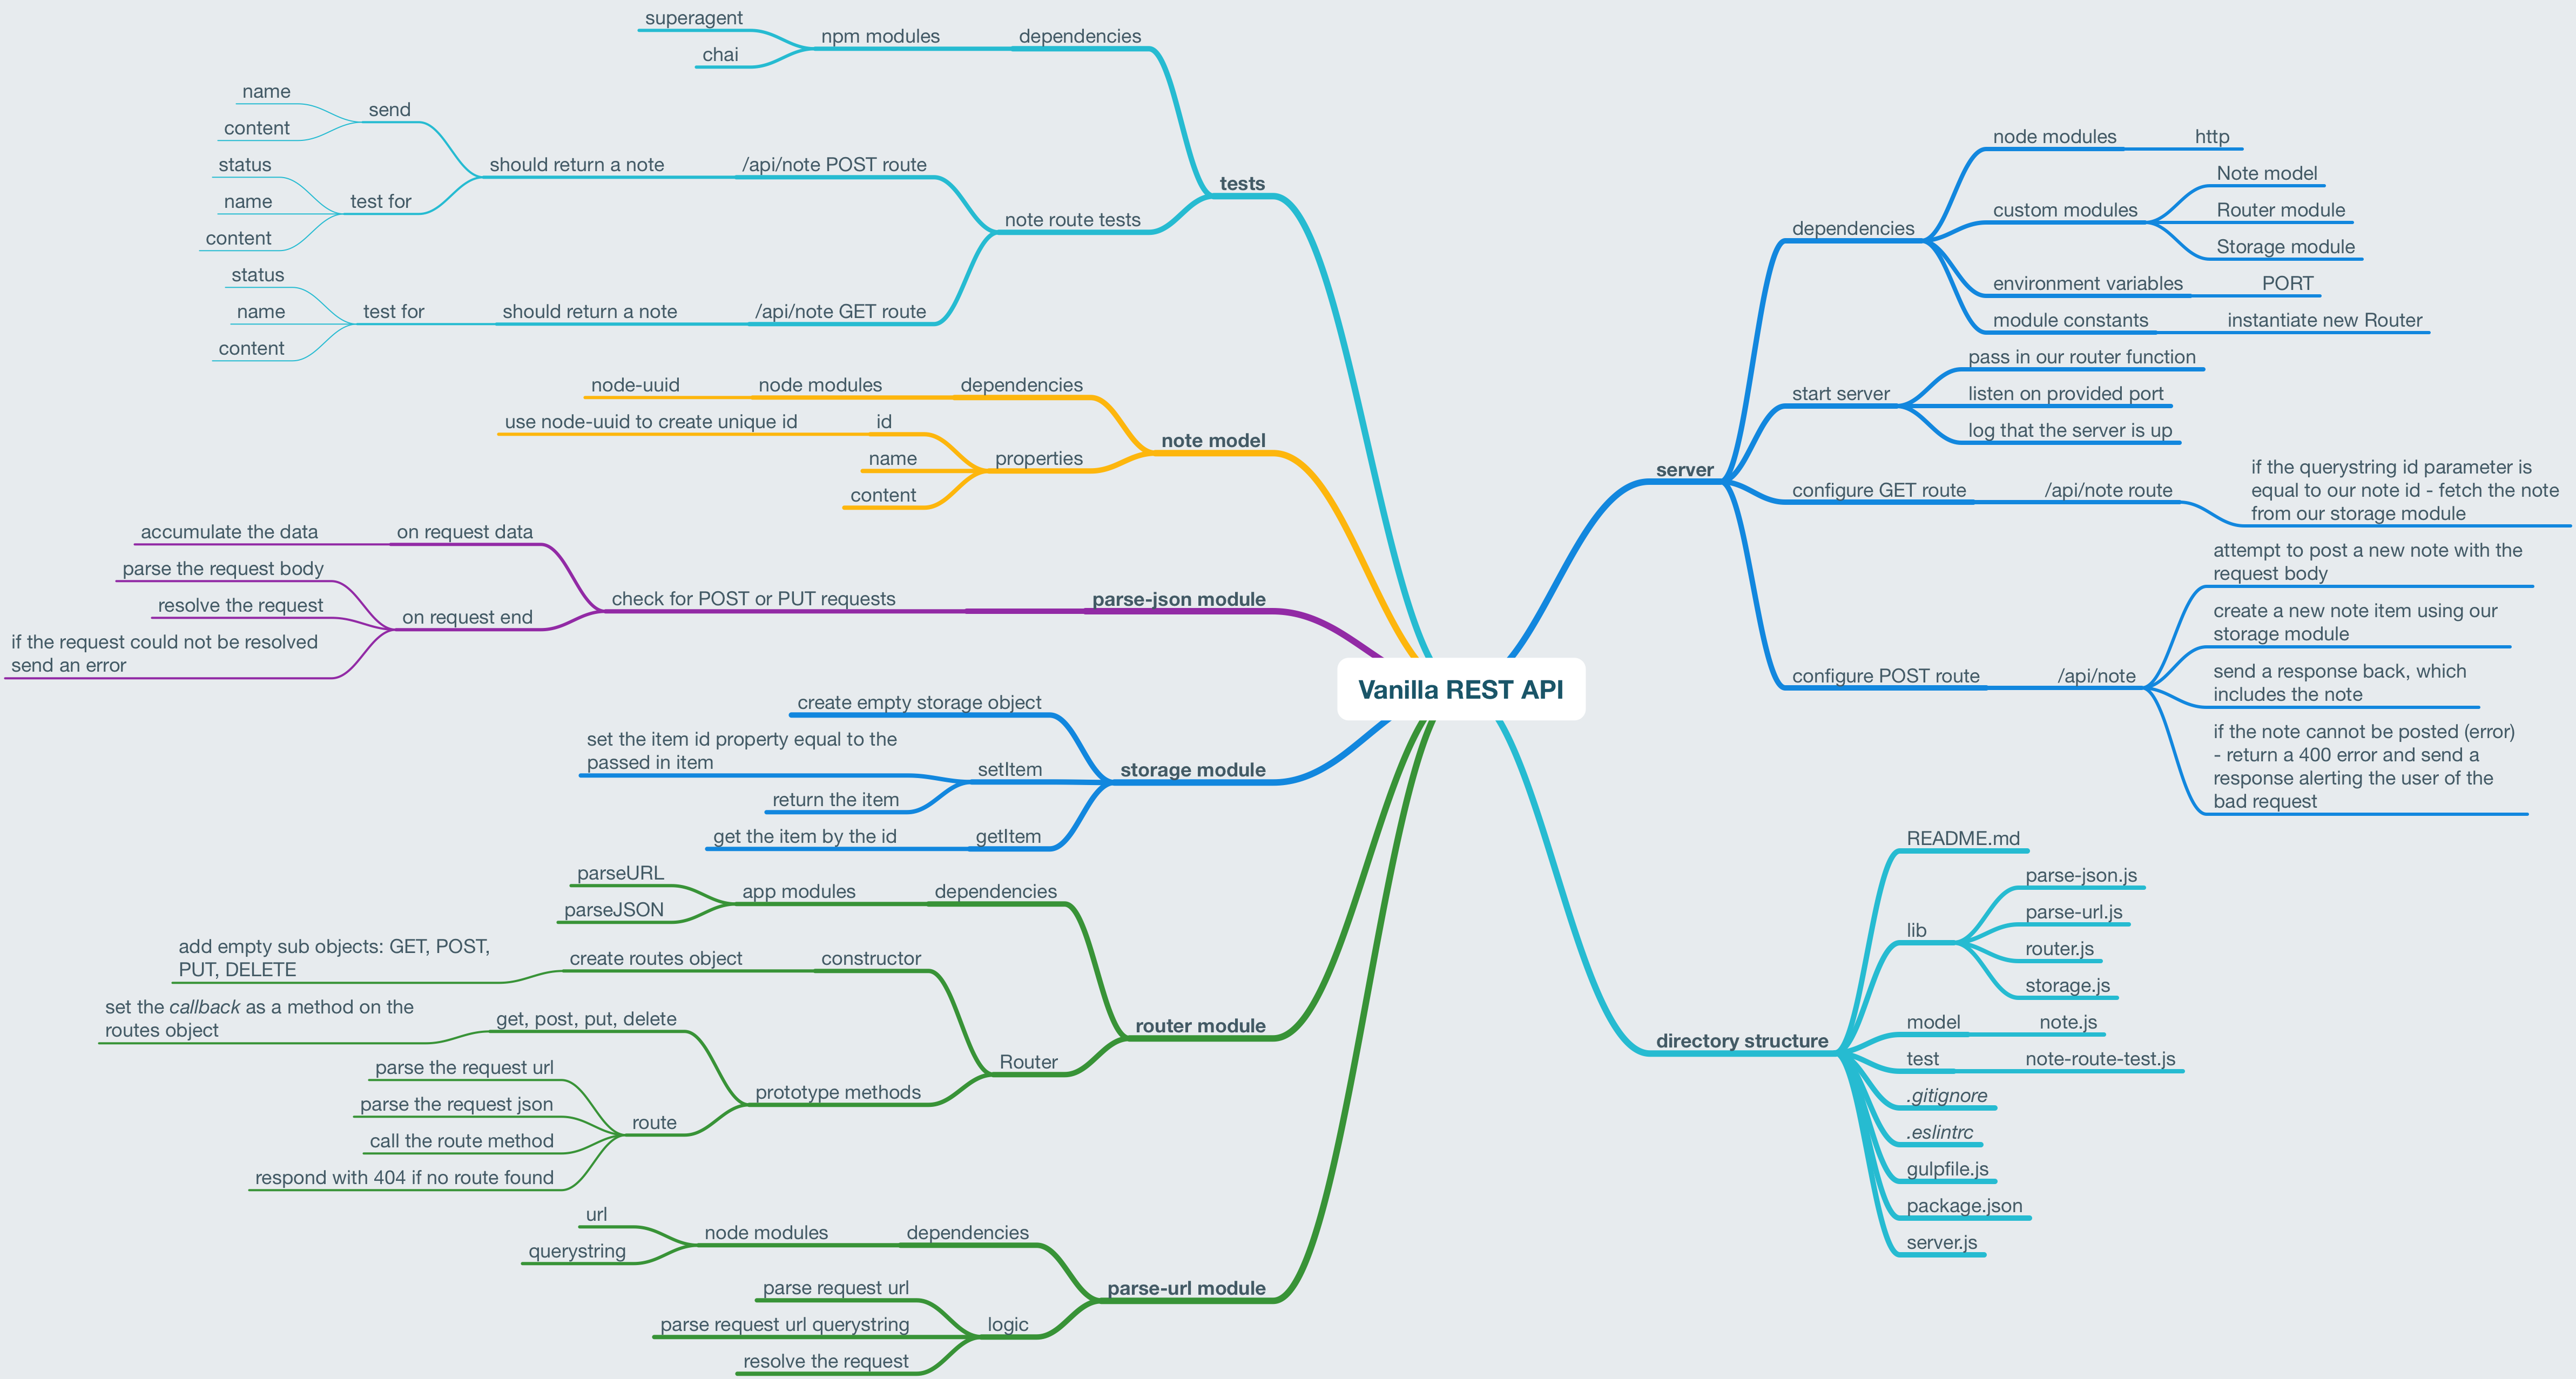 Vanilla REST API
tests
dependencies
npm modules
superagent
chai
note route tests
/api/note POST route
should return a note
send
name
content
test for
status
name
content
/api/note GET route
should return a note
test for
status
name
content
note model
dependencies
node modules
node-uuid
properties
id
use node-uuid to create unique id
name
content
parse-json module
check for POST or PUT requests
on request data
accumulate the data
on request end
parse the request body
resolve the request
if the request could not be resolved
send an error
storage module
create empty storage object
setItem
set the item id property equal to the
passed in item
return the item
getItem
get the item by the id
router module
dependencies
app modules
parseURL
parseJSON
Router
constructor
create routes object
add empty sub objects: GET, POST,
PUT, DELETE
prototype methods
get, post, put, delete
set the callback as a method on the
routes object
route
parse the request url
parse the request json
call the route method
respond with 404 if no route found
parse-url module
dependencies
node modules
url
querystring
logic
parse request url
parse request url querystring
resolve the request
server
dependencies
node modules
http
custom modules
Note model
Router module
Storage module
environment variables
PORT
module constants
instantiate new Router
start server
pass in our router function
listen on provided port
log that the server is up
configure GET route
/api/note route
if the querystring id parameter is
equal to our note id - fetch the note
from our storage module
configure POST route
/api/note
attempt to post a new note with the
request body
create a new note item using our
storage module
send a response back, which
includes the note
if the note cannot be posted (error)
- return a 400 error and send a
response alerting the user of the
bad request
directory structure
README.md
lib
parse-json.js
parse-url.js
router.js
storage.js
model
note.js
test
note-route-test.js
.gitignore
.eslintrc
gulpfile.js
package.json
server.js